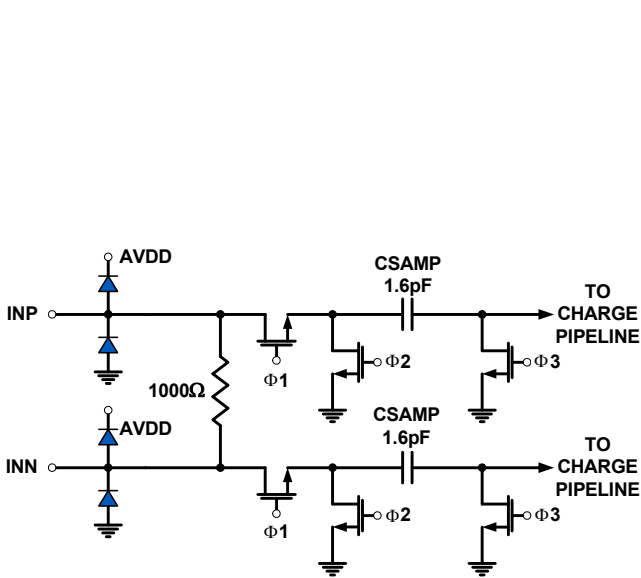 AVDD
CSAMP
1.6pF
INP
TO
CHARGE
PIPELINE
Φ1
Φ2
Φ3
1000Ω
AVDD
CSAMP
1.6pF
INN
TO
CHARGE
PIPELINE
Φ1
Φ2
Φ3